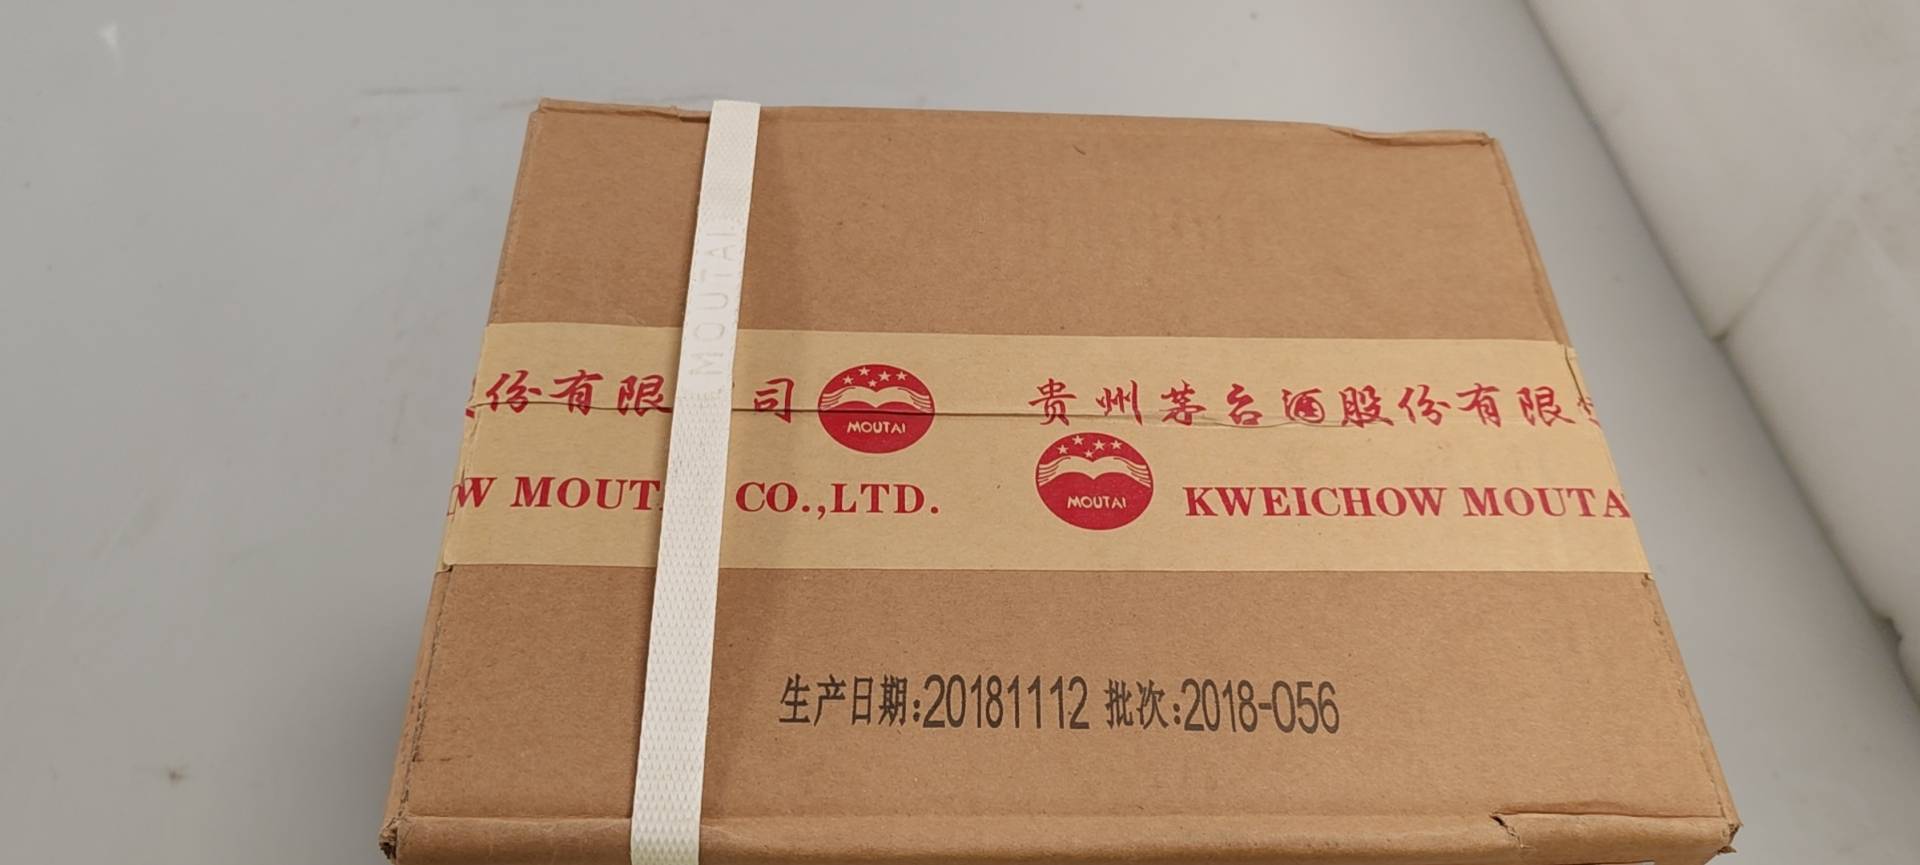 MOUTAI
份有限 司
MOUTAI
贵州茅台酒股份有限
W MOUT CO.,LTD.
MOUTAI
KWEICHOW MOUTA
生产日期:20181112 批次:2018-056